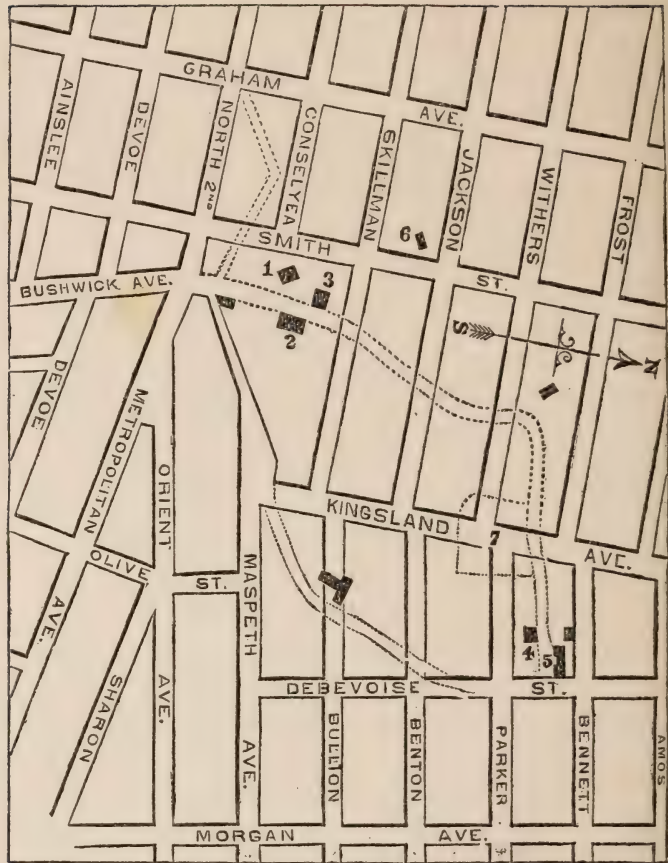 GRAHAM AVE.
AINSLEE
DEVOE
NORTH 2ND
CONSELYEA
SKILLMAN
JACKSON
WITHERS
FROST
SMITH ST.
6
1
3
2
BUSHWICK AVE.
S
N
DEVOE
METROPOLITAN AVE.
ORIENT AVE.
OLIVE ST.
SHARON
MASPETH AVE.
KINGSLAND AVE.
7
4
5
DEBEVOISE ST.
BULLION
BENTON
PARKER
BENNETT
AMOS
MORGAN AVE.